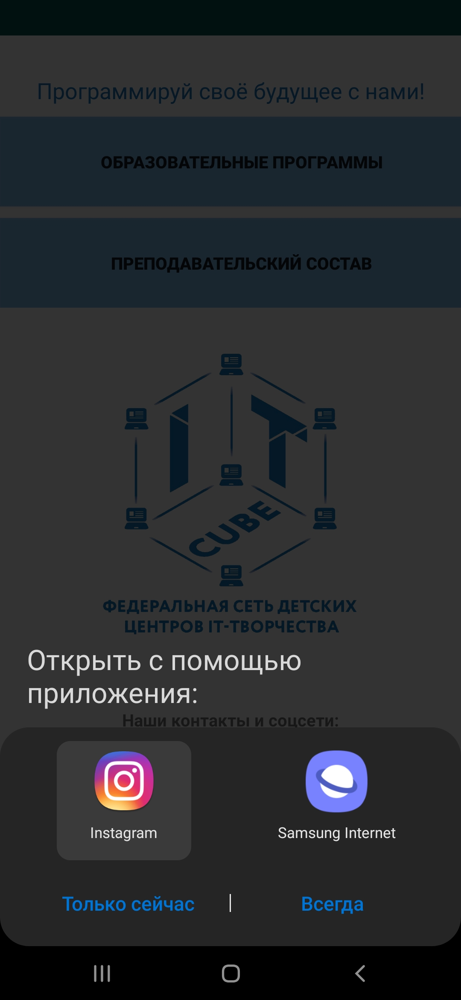 Программируй своё будущее с нами!
ОБРАЗОВАТЕЛЬНЫЕ ПРОГРАММЫ
ПРЕПОДАВАТЕЛЬСКИЙ СОСТАВ
IT
CUBE
ФЕДЕРАЛЬНАЯ СЕТЬ ДЕТСКИХ
ЦЕНТРОВ IT-ТВОРЧЕСТВА
Открыть с помощью
приложения:
Наши контакты и соцсети:
Instagram
Samsung Internet
Только сейчас
Всегда